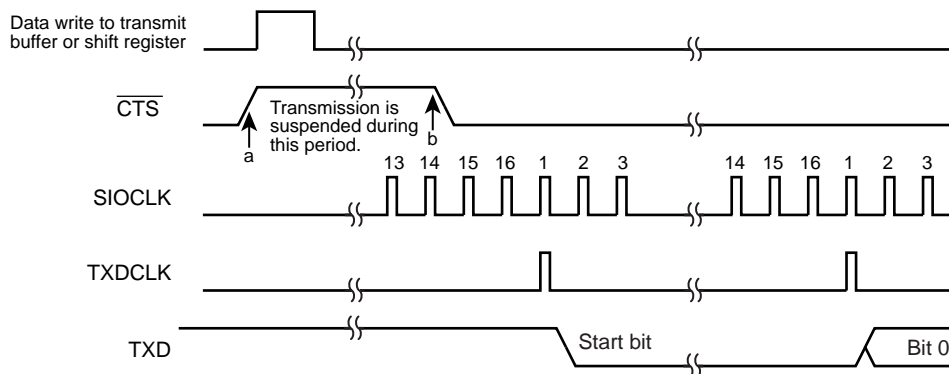 Data write to transmit
buffer or shift register
CTS
Transmission is
suspended during
this period.
a
b
13 14 15 16 1 2 3 14 15 16 1 2 3
SIOCLK
TXDCLK
TXD
Start bit
Bit 0